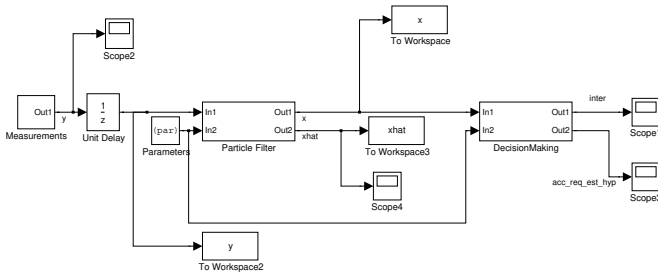 x
To Workspace
Scope2
inter
Out1
y
Measurements
1
z
Unit Delay
(par)
Parameters
In1
In2
Out1
Out2
Particle Filter
x
xhat
xhat
To Workspace3
In1
In2
Out1
Out2
DecisionMaking
Scope1
acc_req_est_hyp
Scope4
y
To Workspace2